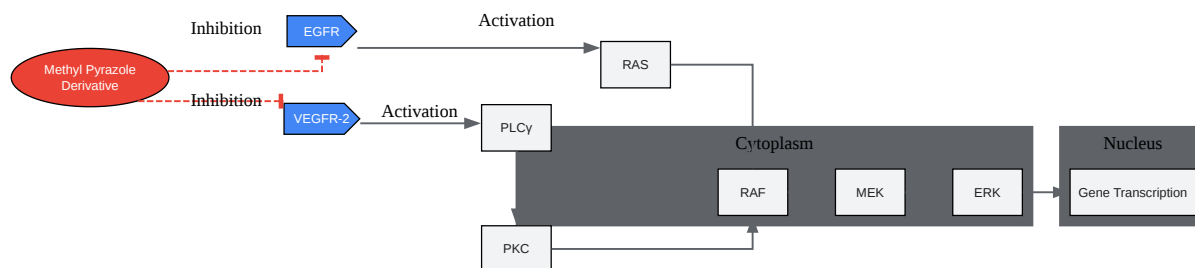 Inhibition
EGFR
Activation
Methyl Pyrazole
Derivative
RAS
Inhibition
VEGFR-2
Activation
PLCγ
Cytoplasm
Nucleus
RAF
MEK
ERK
Gene Transcription
PKC